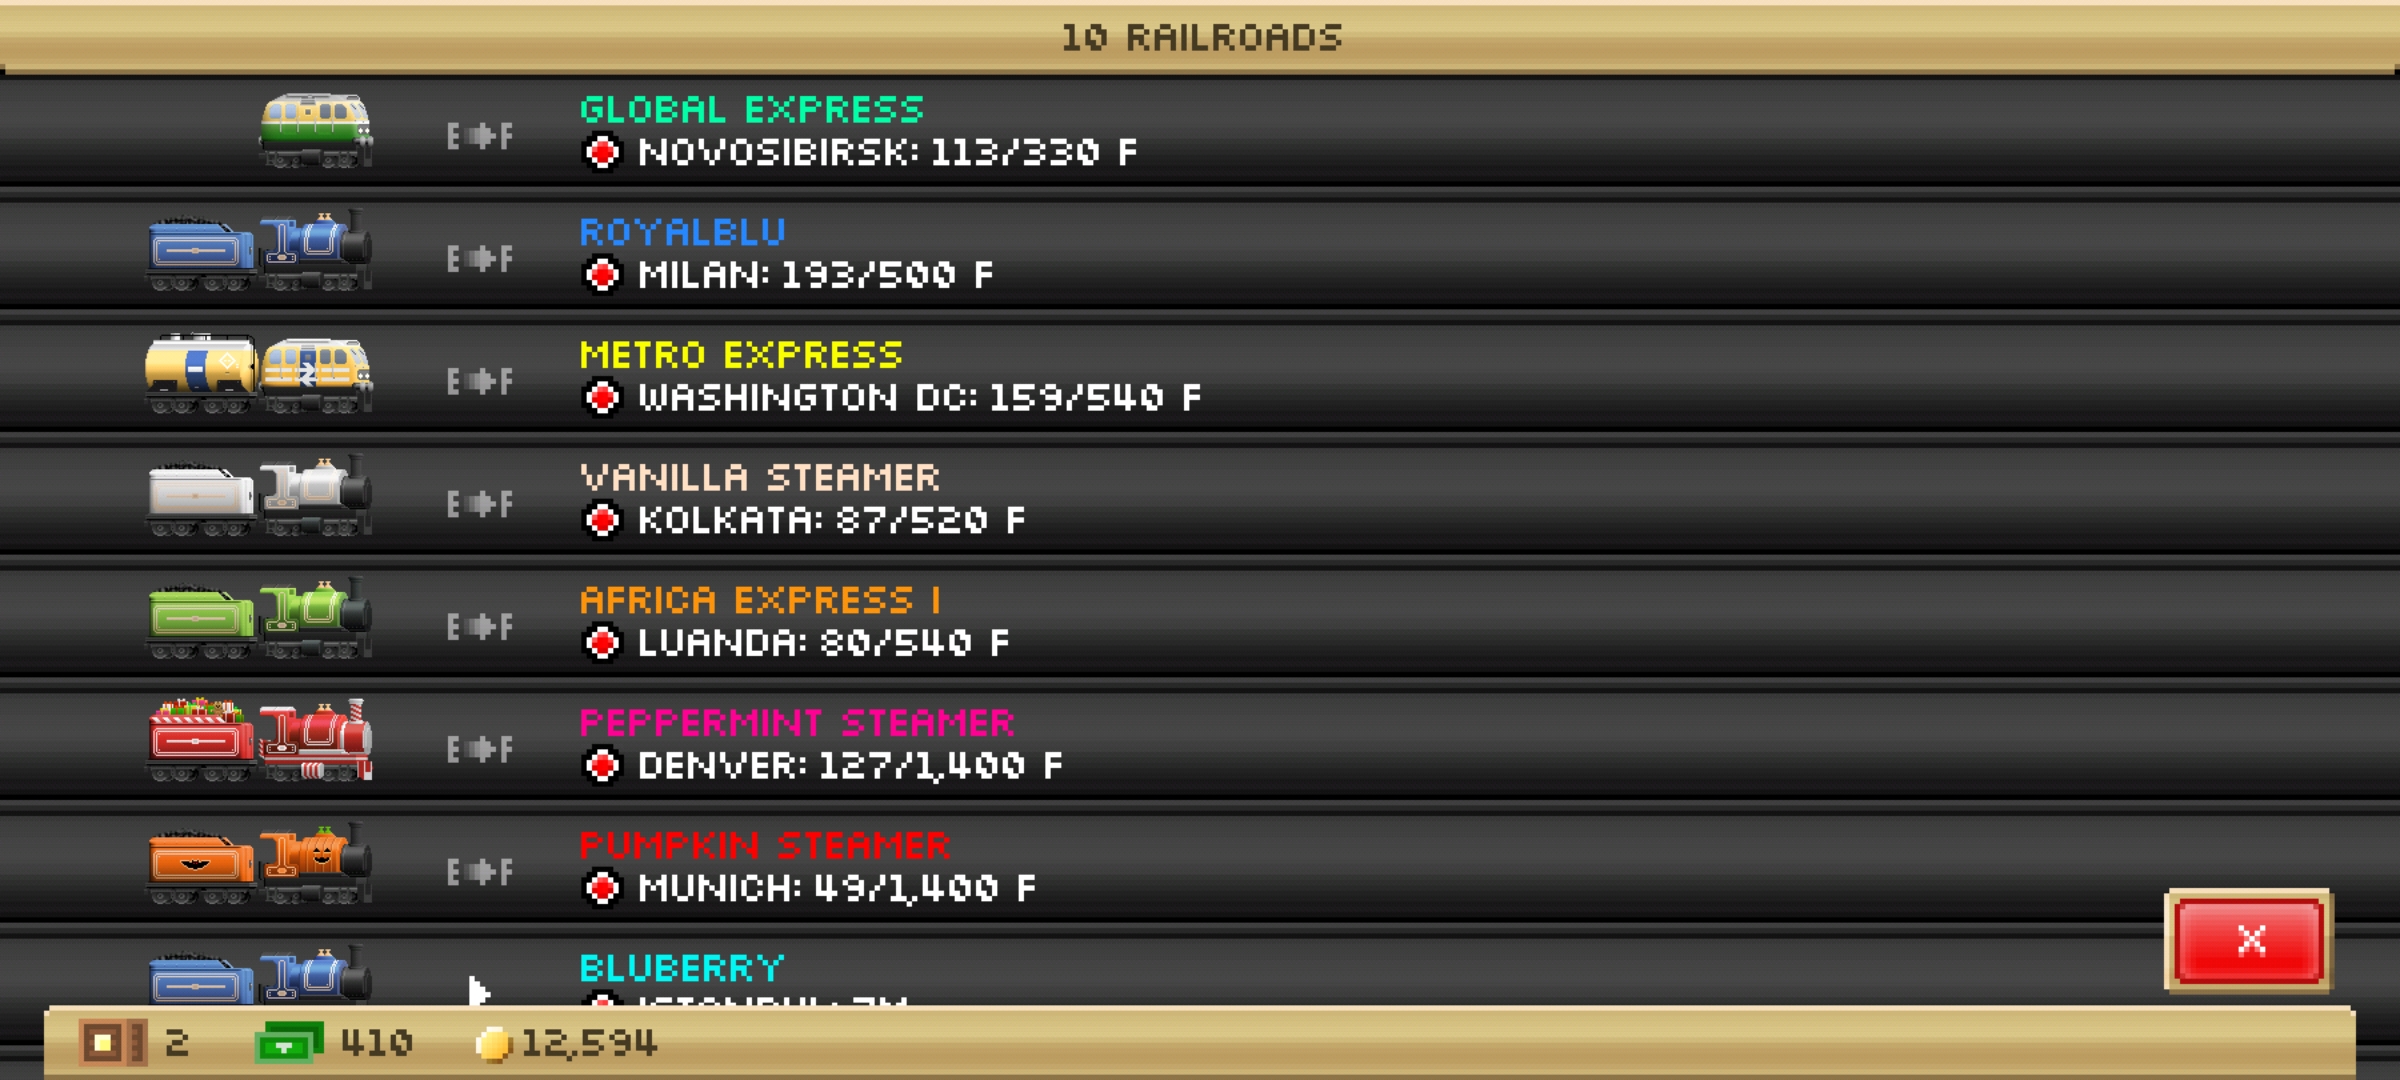 10 RAILROADS
GLOBAL EXPRESS
E F
NOVOSIBIRSK: 113/330 F
ROYALBLU
E F
MILAN: 193/500 F
METRO EXPRESS
E F
WASHINGTON DC: 159/540 F
VANILLA STEAMER
E F
KOLKATA: 87/520 F
AFRICA EXPRESS I
E F
LUANDA: 80/540 F
PEPPERMINT STEAMER
E F
DENVER: 127/1,400 F
PUMPKIN STEAMER
E F
MUNICH: 49/1,400 F
X
BLUBERRY
2 410 12,594